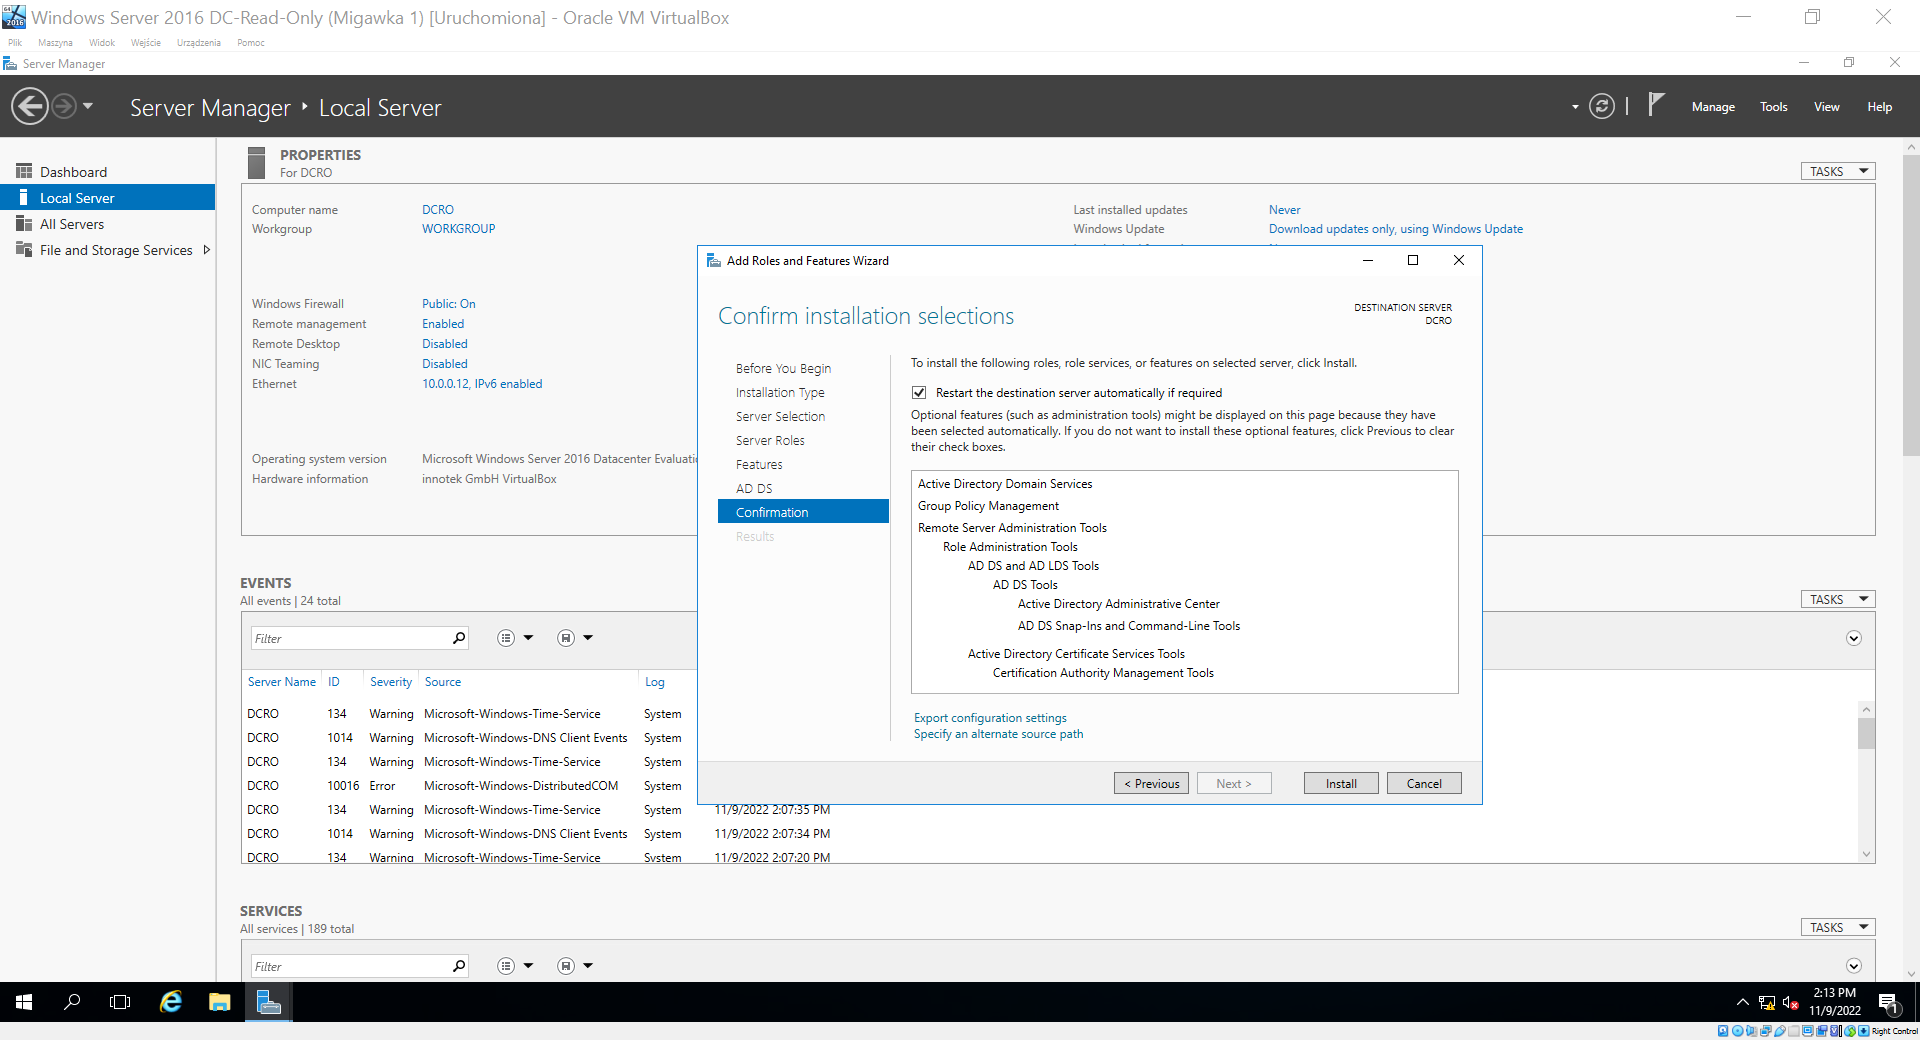 Windows Server 2016 DC-Read-Only (Migawka 1) [Uruchomiona] - Oracle VM VirtualBox
Plik Maszyna Widok Wejście Urządzenia Pomoc
Server Manager
Server Manager ‣ Local Server
Manage Tools View Help
Dashboard
Local Server
All Servers
File and Storage Services
PROPERTIES
For DCRO
TASKS
Computer name DCRO
Workgroup WORKGROUP
Last installed updates Never
Windows Update Download updates only, using Windows Update
Windows Firewall Public: On
Remote management Enabled
Remote Desktop Disabled
NIC Teaming Disabled
Ethernet 10.0.0.12, IPv6 enabled
Operating system version Microsoft Windows Server 2016 Datacenter
Hardware information innotek GmbH VirtualBox
Add Roles and Features Wizard
Confirm installation selections
DESTINATION SERVER
DCRO
Before You Begin
Installation Type
Server Selection
Server Roles
Features
AD DS
Confirmation
Results
To install the following roles, role services, or features on selected server, click Install.
Restart the destination server automatically if required
Optional features (such as administration tools) might be displayed on this page because they have
been selected automatically. If you do not want to install these optional features, click Previous to clear
their check boxes.
Active Directory Domain Services
Group Policy Management
Remote Server Administration Tools
Role Administration Tools
AD DS and AD LDS Tools
AD DS Tools
Active Directory Administrative Center
AD DS Snap-Ins and Command-Line Tools
Active Directory Certificate Services Tools
Certification Authority Management Tools
Export configuration settings
Specify an alternate source path
< Previous Next > Install Cancel
EVENTS
All events | 24 total
TASKS
Filter
Server Name ID Severity Source Log
DCRO 134 Warning Microsoft-Windows-Time-Service System
DCRO 1014 Warning Microsoft-Windows-DNS Client Events System
DCRO 134 Warning Microsoft-Windows-Time-Service System
DCRO 10016 Error Microsoft-Windows-DistributedCOM System
DCRO 134 Warning Microsoft-Windows-Time-Service System 11/9/2022 2:07:35 PM
DCRO 1014 Warning Microsoft-Windows-DNS Client Events System 11/9/2022 2:07:34 PM
DCRO 134 Warning Microsoft-Windows-Time-Service System 11/9/2022 2:07:20 PM
SERVICES
All services | 189 total
TASKS
Filter
2:13 PM
11/9/2022
1
Right Control